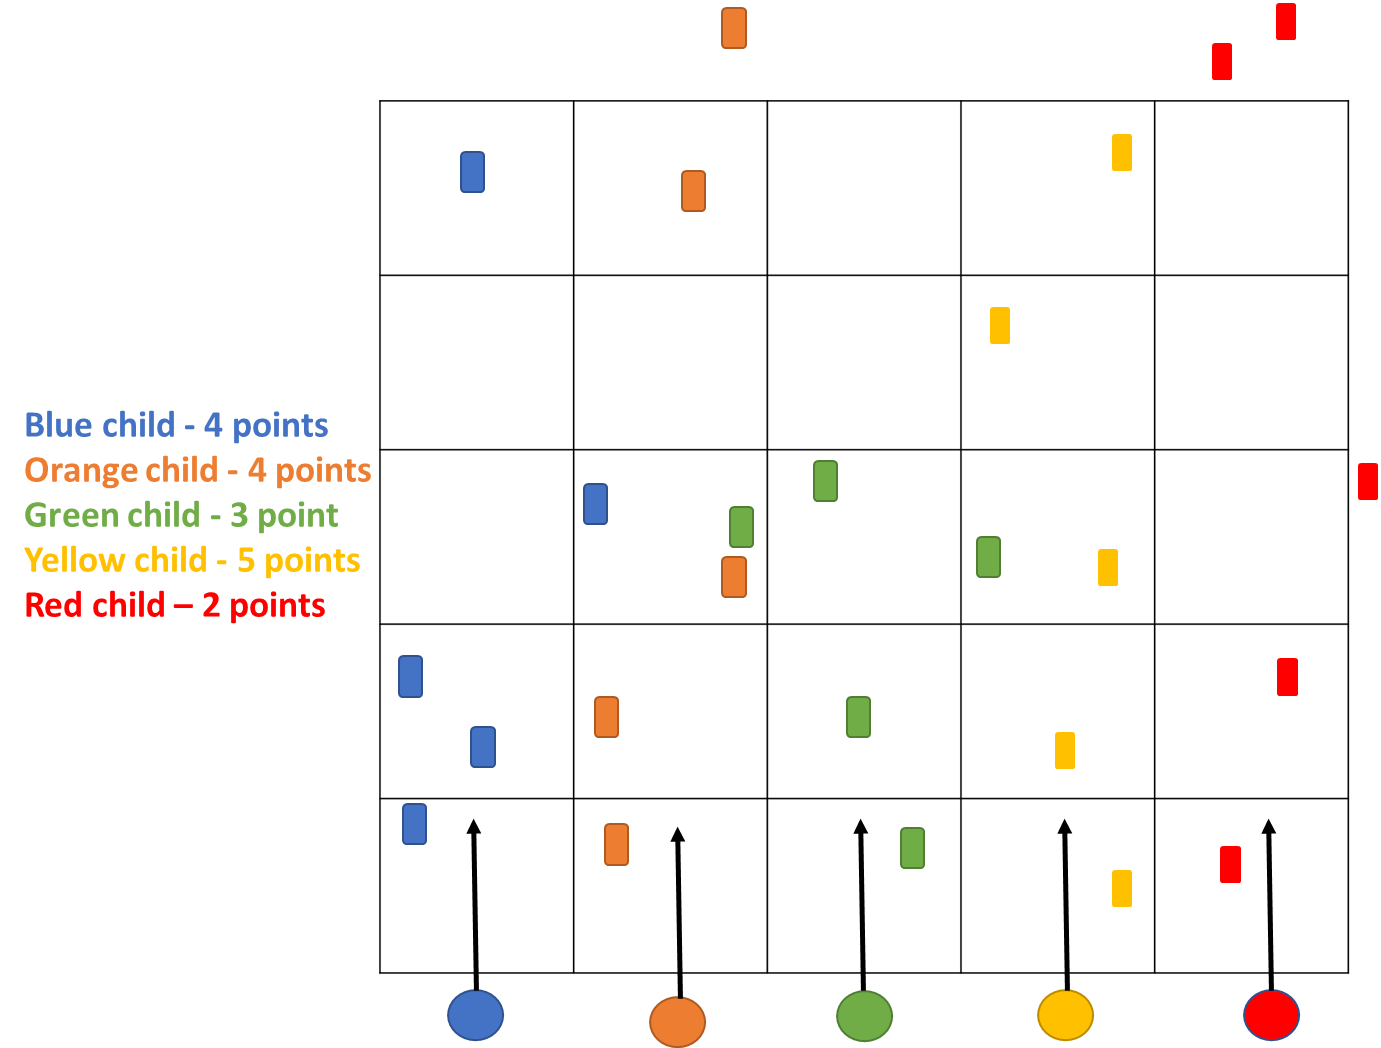 Blue child - 4 points
Orange child - 4 points
Green child - 3 point
Yellow child - 5 points
Red child – 2 points